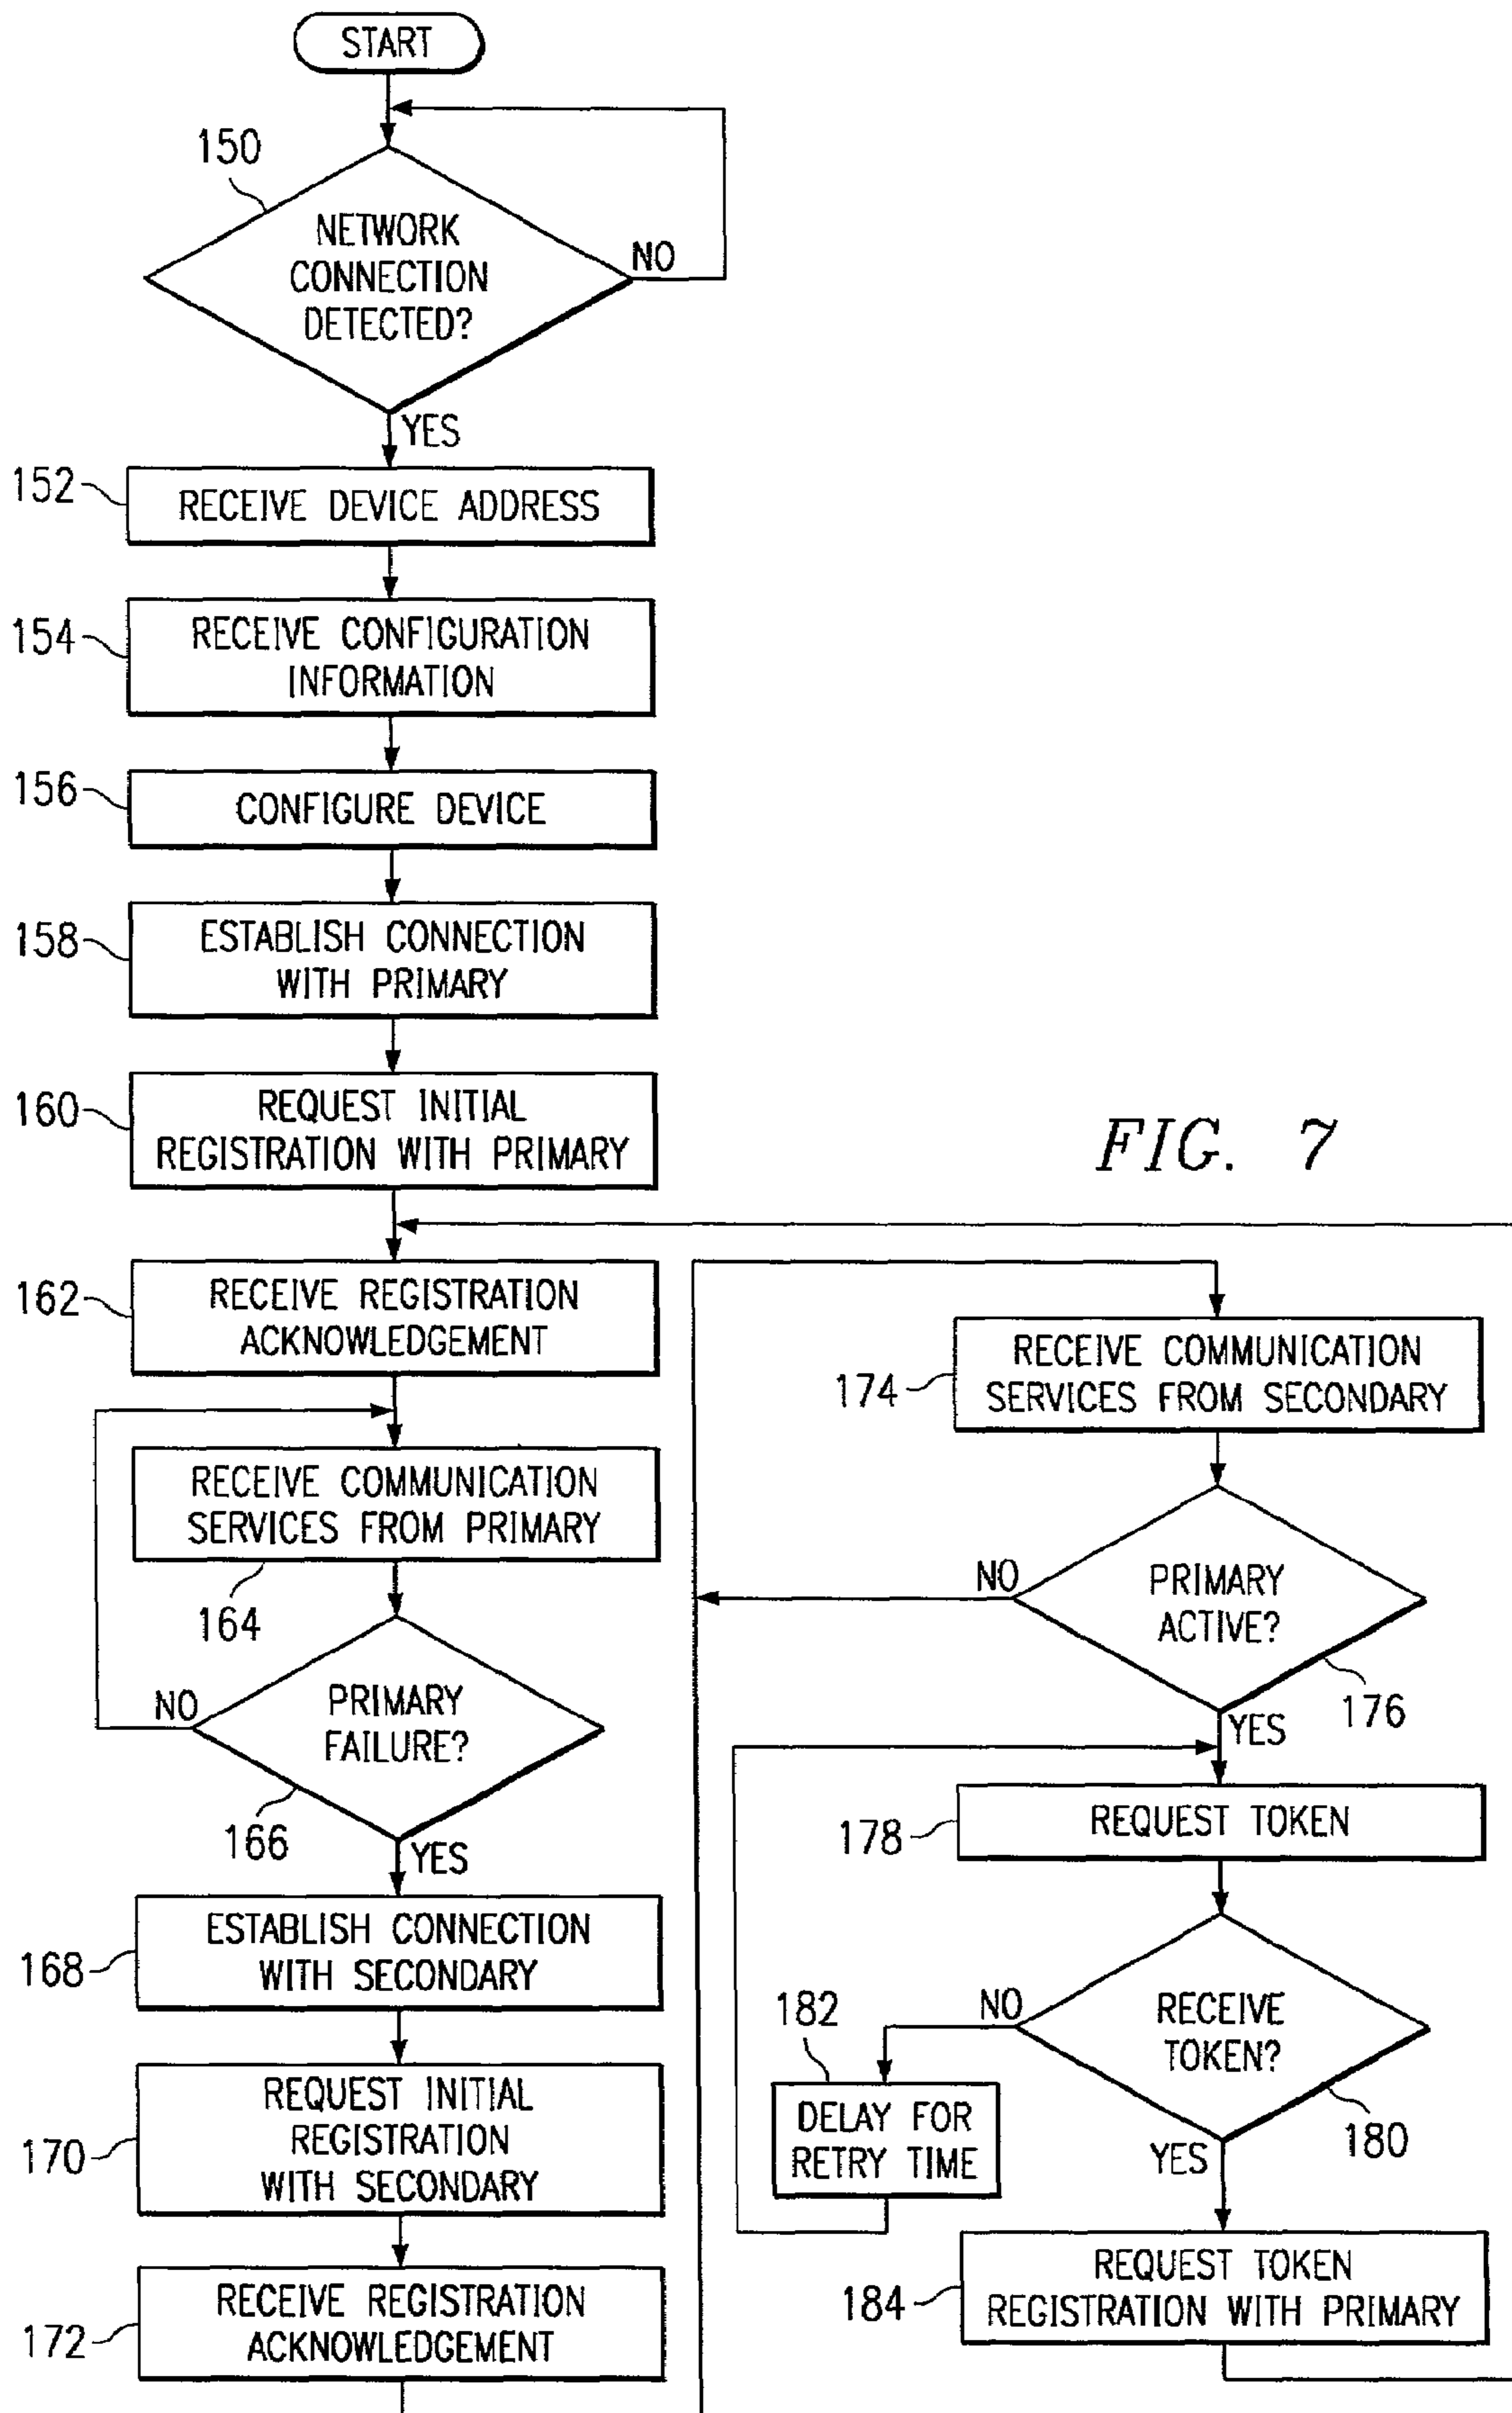 START
150
NETWORK
CONNECTION
DETECTED?
NO
YES
152
RECEIVE DEVICE ADDRESS
154
RECEIVE CONFIGURATION
INFORMATION
156
CONFIGURE DEVICE
158
ESTABLISH CONNECTION
WITH PRIMARY
160
REQUEST INITIAL
REGISTRATION WITH PRIMARY
FIG. 7
162
RECEIVE REGISTRATION
ACKNOWLEDGEMENT
RECEIVE COMMUNICATION
SERVICES FROM PRIMARY
164
PRIMARY
FAILURE?
NO
166
YES
168
ESTABLISH CONNECTION
WITH SECONDARY
170
REQUEST INITIAL
REGISTRATION
WITH SECONDARY
172
RECEIVE REGISTRATION
ACKNOWLEDGEMENT
174
RECEIVE COMMUNICATION
SERVICES FROM SECONDARY
NO
PRIMARY
ACTIVE?
176
YES
178
REQUEST TOKEN
NO
RECEIVE
TOKEN?
180
182
DELAY FOR
RETRY TIME
YES
184
REQUEST TOKEN
REGISTRATION WITH PRIMARY